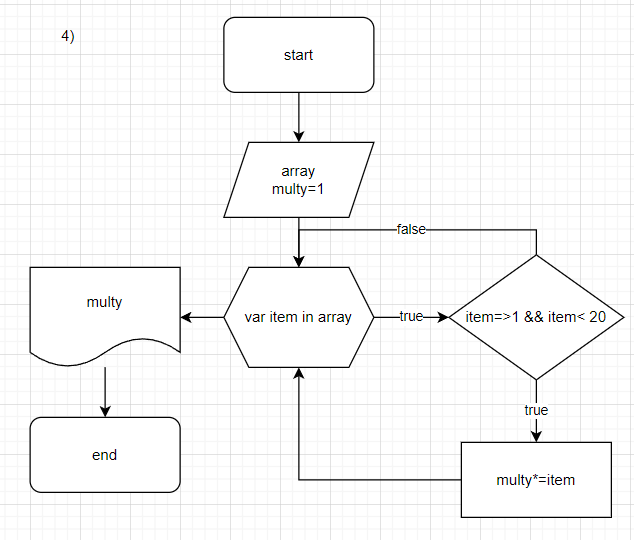 4)
start
array
multy=1
false
multy
var item in array
true
item=>1 && item< 20
true
end
multy*=item